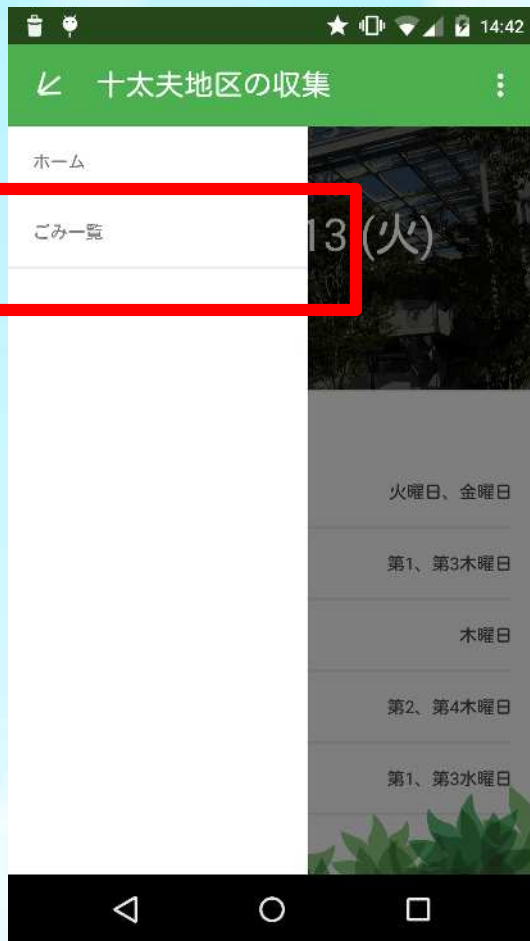 14:42
十太夫地区の収集
ホーム
ごみ一覧
13 (火)
火曜日、金曜日
第1、第3木曜日
木曜日
第2、第4木曜日
第1、第3水曜日